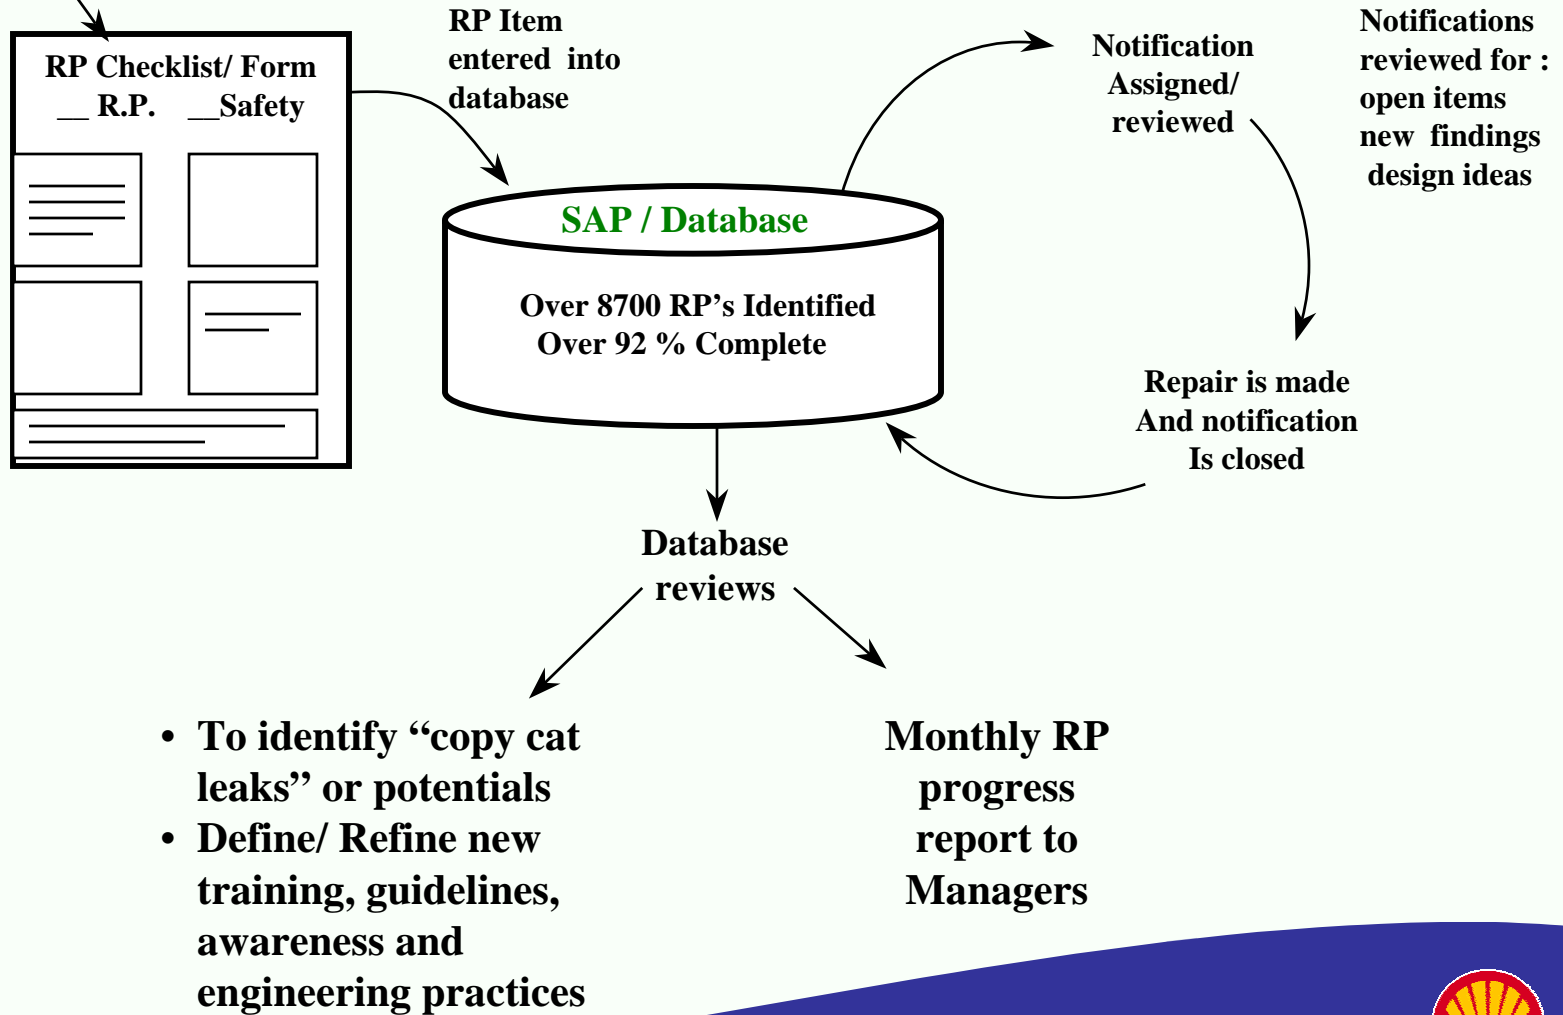 RP Checklist/ Form
__ R.P. __Safety
RP Item
entered into
database
SAP / Database
Over 8700 RP’s Identified
Over 92 % Complete
Notification
Assigned/
reviewed
Notifications
reviewed for :
open items
new findings
design ideas
Repair is made
And notification
Is closed
Database
reviews
• To identify “copy cat
leaks” or potentials
• Define/ Refine new
training, guidelines,
awareness and
engineering practices
Monthly RP
progress
report to
Managers